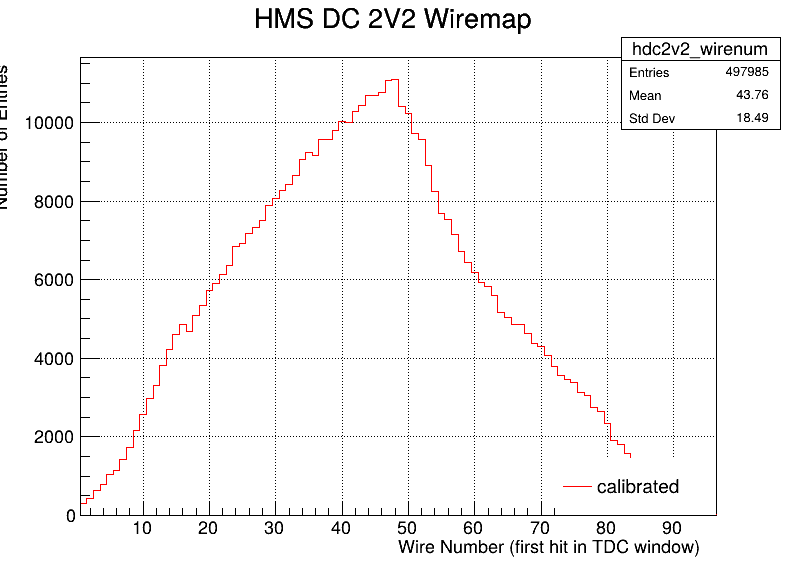 HMS DC 2V2 Wiremap
hdc2v2_wirenum
Entries 497985
Mean 43.76
Std Dev 18.49
Number of Entries
10000
8000
6000
4000
2000
0
calibrated
10 20 30 40 50 60 70 80 90
Wire Number (first hit in TDC window)